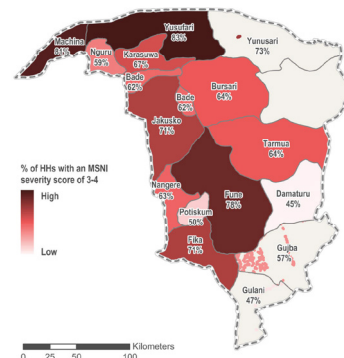 Yusufari
83%
Machina
81%
Yunusari
73%
Nguru
59%
Karasuwa
67%
Bade
62%
Bursari
64%
Bade
62%
Jakusko
71%
Tarmua
64%
% of HHs with an MSNI
severity score of 3-4
High
Low
Nangere
63%
Fune
78%
Damaturu
45%
Potiskum
50%
Fika
71%
Gujba
57%
Gulani
47%
Kilometers
0 25 50 100